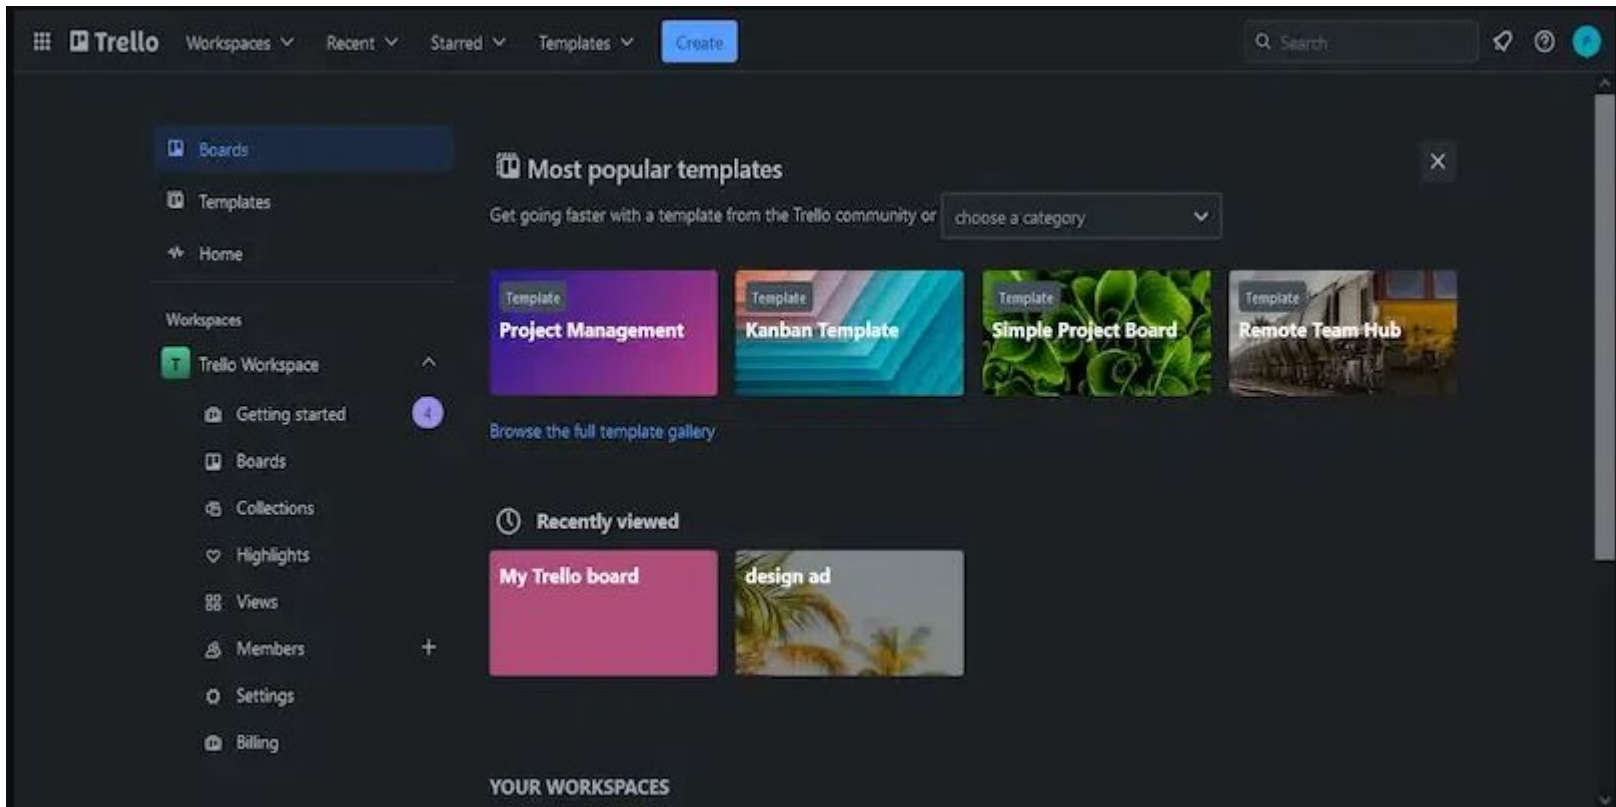 Trello Workspaces Recent Starred Templates Create Search
Boards
Templates
Home
Workspaces
T Trello Workspace
Getting started 4
Boards
Collections
Highlights
Views
Members +
Settings
Billing
Most popular templates
Get going faster with a template from the Trello community or choose a category
Template Template Template Template
Project Management Kanban Template Simple Project Board Remote Team Hub
Browse the full template gallery
Recently viewed
My Trello board design ad
YOUR WORKSPACES